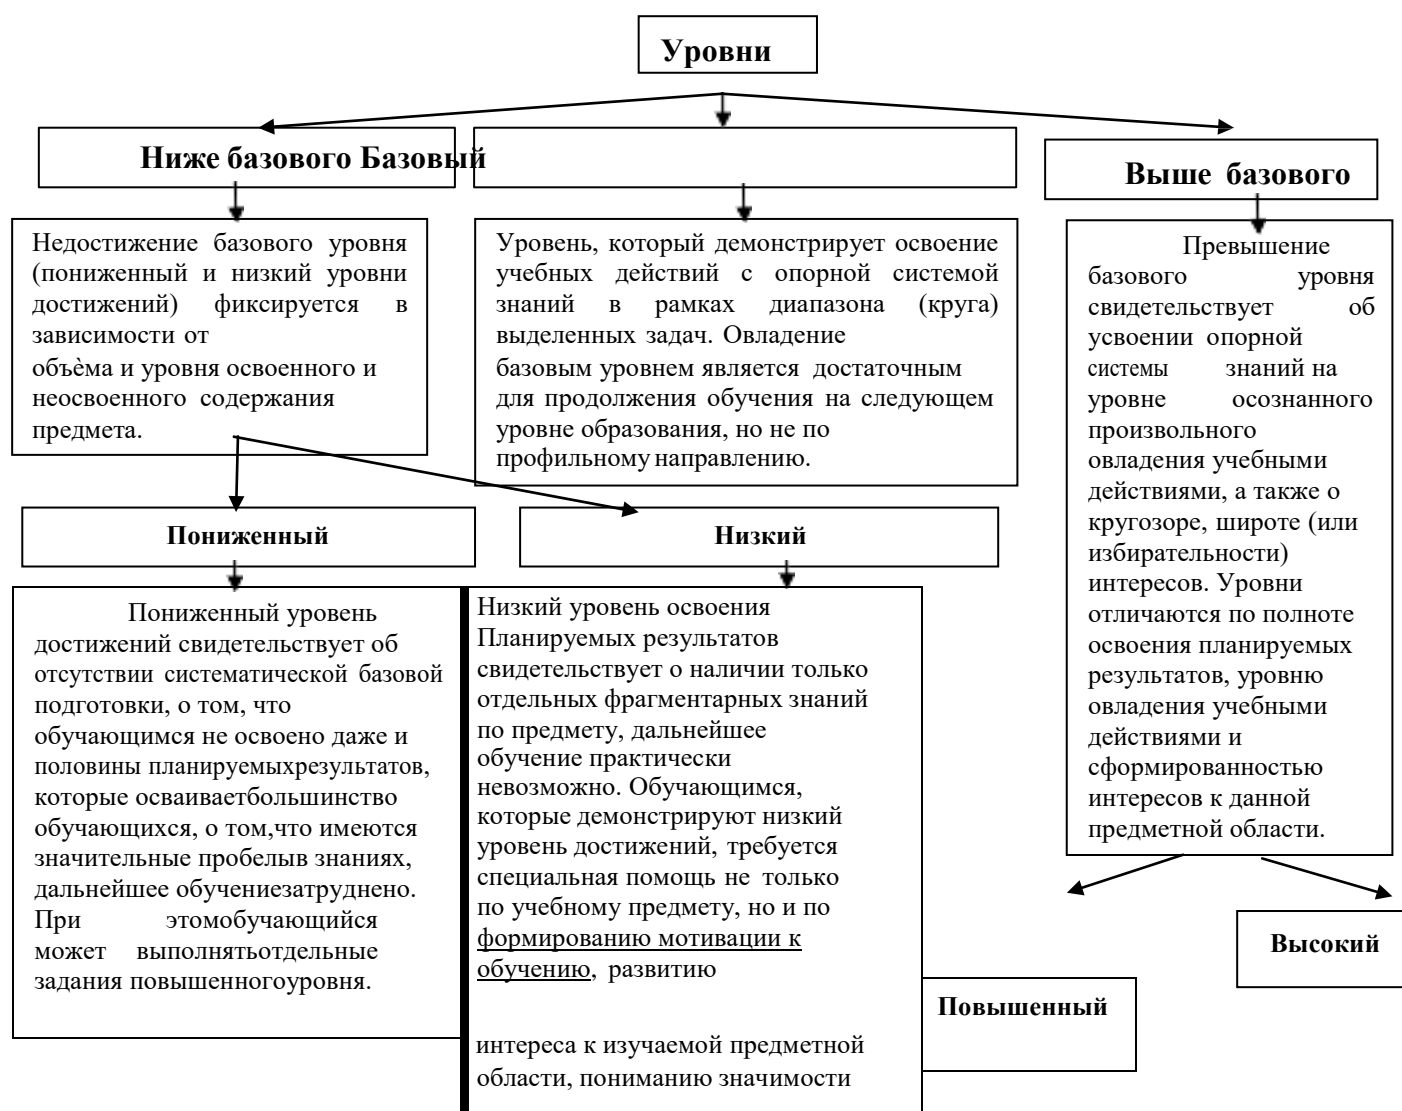 Уровни
Ниже базового Базовый
Выше базового
Недостижение базового уровня
(пониженный и низкий уровни
достижений) фиксируется в
зависимости от
объѐма и уровня освоенного и
неосвоенного содержания
предмета.
Уровень, который демонстрирует освоение
учебных действий с опорной системой
знаний в рамках диапазона (круга)
выделенных задач. Овладение
базовым уровнем является достаточным
для продолжения обучения на следующем
уровне образования, но не по
профильному направлению.
Превышение
базового уровня
свидетельствует об
усвоении опорной
системы знаний на
уровне осознанного
произвольного
овладения учебными
действиями, а также о
кругозоре, широте (или
избирательности)
интересов. Уровни
отличаются по полноте
освоения планируемых
результатов, уровню
овладения учебными
действиями и
сформированностью
интересов к данной
предметной области.
Пониженный
Низкий
Пониженный уровень
достижений свидетельствует об
отсутствии систематической базовой
подготовки, о том, что
обучающимся не освоено даже и
половины планируемыхрезультатов,
которые осваиваетбольшинство
обучающихся, о том,что имеются
значительные пробелыв знаниях,
дальнейшее обучениезатруднено.
При этомобучающийся
может выполнятьотдельные
задания повышенногоуровня.
Низкий уровень освоения
Планируемых результатов
свидетельствует о наличии только
отдельных фрагментарных знаний
по предмету, дальнейшее
обучение практически
невозможно. Обучающимся,
которые демонстрируют низкий
уровень достижений, требуется
специальная помощь не только
по учебному предмету, но и по
формированию мотивации к
обучению, развитию
интереса к изучаемой предметной
области, пониманию значимости
Повышенный
Высокий